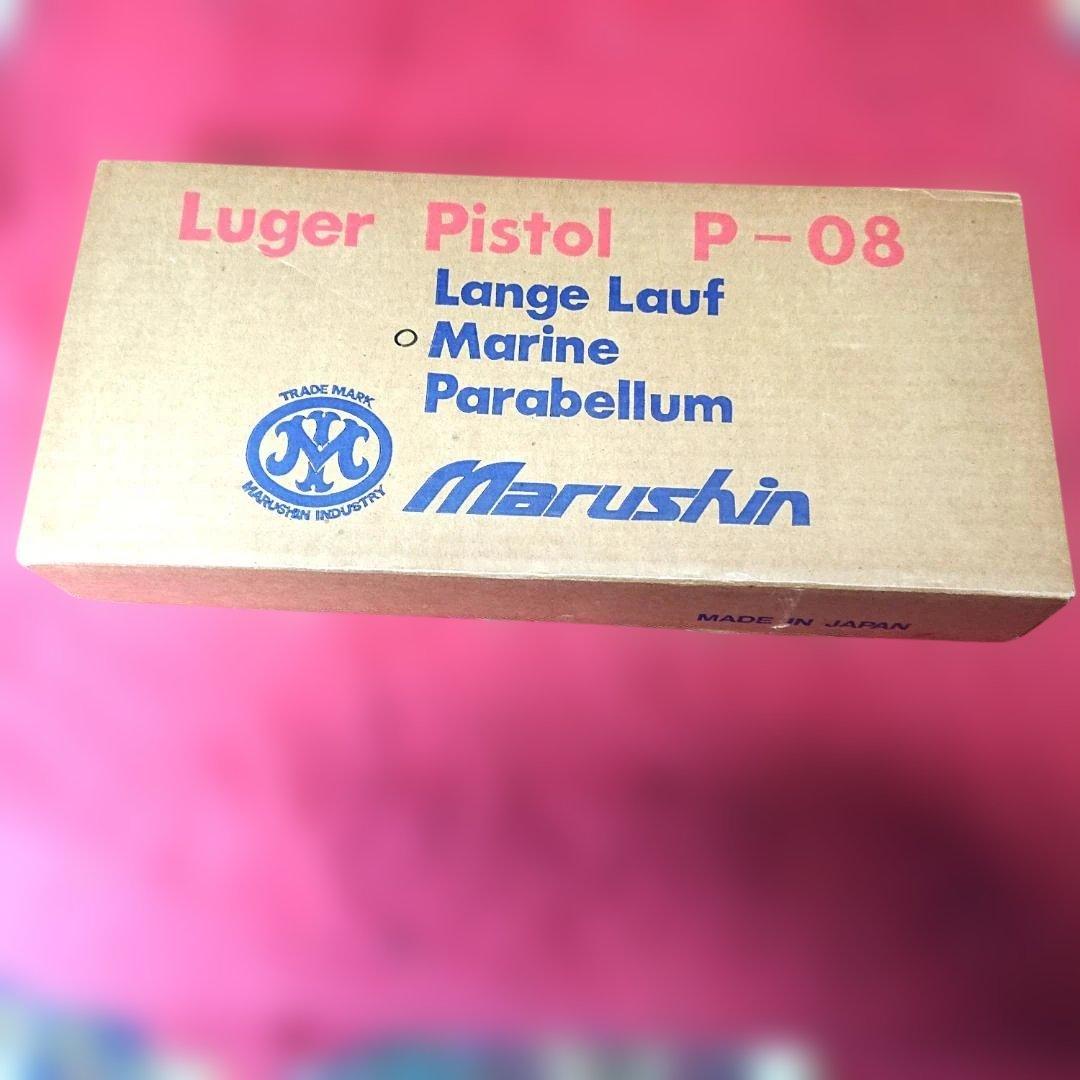 Luger Pistol P-08
Lange Lauf
○ Marine
Parabellum
TRADE MARK
M
MARUSHIN INDUSTRY
Marushin
MADE IN JAPAN